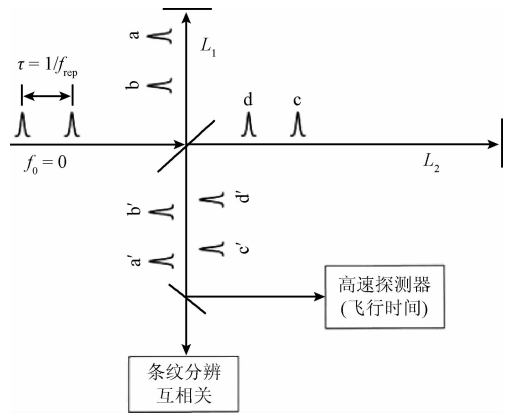 a
L₁
τ = 1/f_rep
b
d
c
f₀ = 0
L₂
b′
d′
a′
c′
高速探测器
(飞行时间)
条纹分辨
互相关